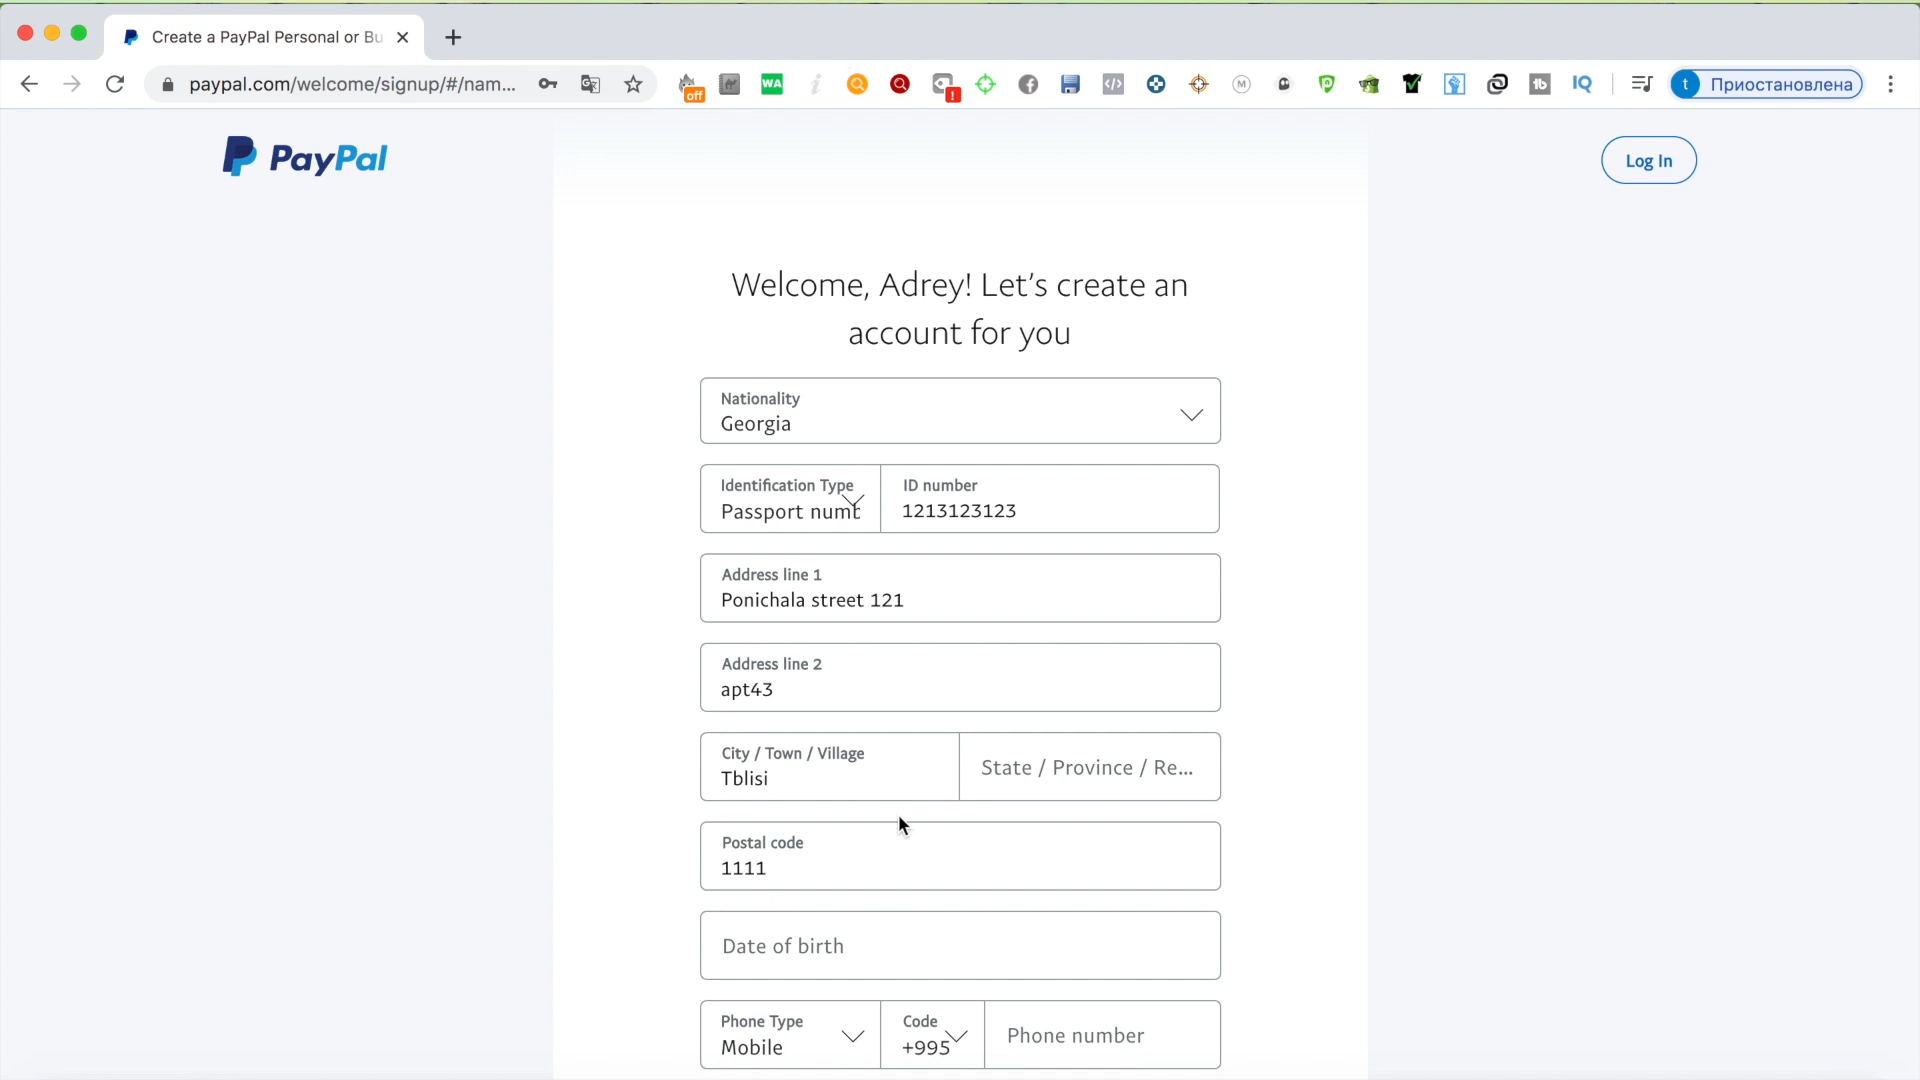 Create a PayPal Personal or Bu
paypal.com/welcome/signup/#/nam...
off
WA
!
M
IQ
t Приостановлена
PayPal
Log In
Welcome, Adrey! Let's create an
account for you
Nationality
Georgia
Identification Type
Passport numb
ID number
1213123123
Address line 1
Ponichala street 121
Address line 2
apt43
City / Town / Village
Tblisi
State / Province / Re...
Postal code
1111
Date of birth
Phone Type
Mobile
Code
+995
Phone number